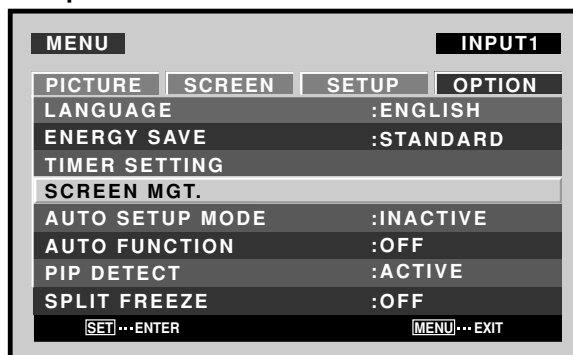 MENU INPUT1
PICTURE SCREEN SETUP OPTION
LANGUAGE :ENGLISH
ENERGY SAVE :STANDARD
TIMER SETTING
SCREEN MGT.
AUTO SETUP MODE :INACTIVE
AUTO FUNCTION :OFF
PIP DETECT :ACTIVE
SPLIT FREEZE :OFF
SET···ENTER MENU···EXIT